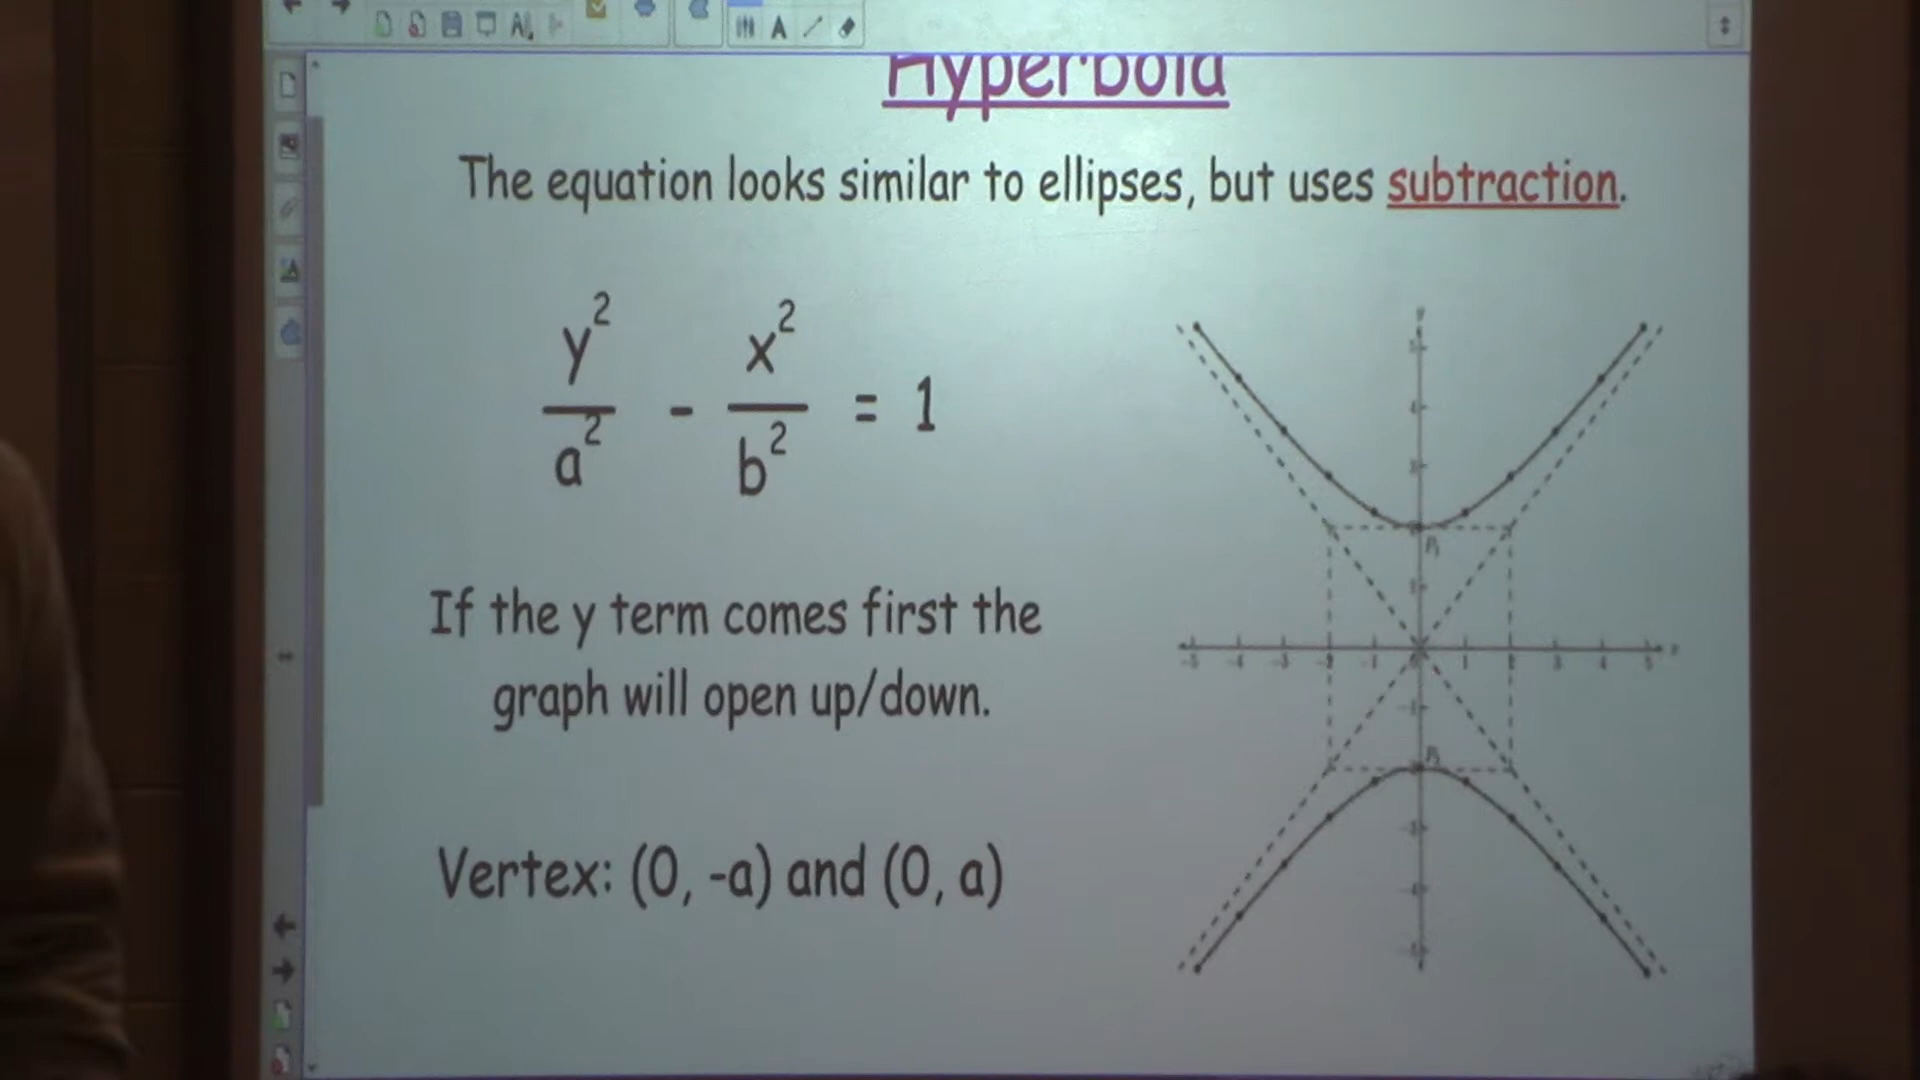 Hyperbola
The equation looks similar to ellipses, but uses subtraction.
y² x²
― - ― = 1
a² b²
If the y term comes first the
graph will open up/down.
Vertex: (0, -a) and (0, a)